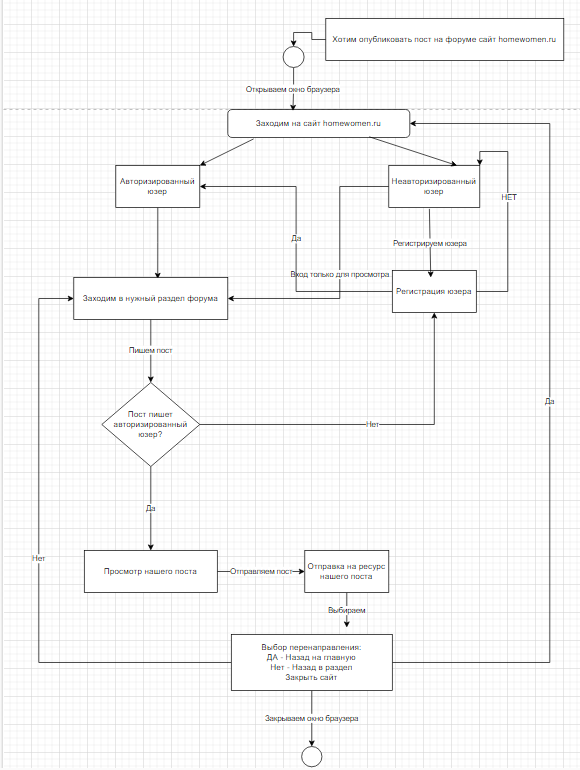 Хотим опубликовать пост на форуме сайт homewomen.ru
Открываем окно браузера
Заходим на сайт homewomen.ru
Авторизированный
юзер
Неавторизированный
юзер
НЕТ
Да
Регистрируем юзера
Вход только для просмотра
Заходим в нужный раздел форума
Регистрация юзера
Пишем пост
Да
Пост пишет
авторизированный
юзер?
Нет
Да
Нет
Просмотр нашего поста
Отправляем пост
Отправка на ресурс
нашего поста
Выбираем
Выбор перенаправления:
ДА - Назад на главную
Нет - Назад в раздел
Закрыть сайт
Закрываем окно браузера